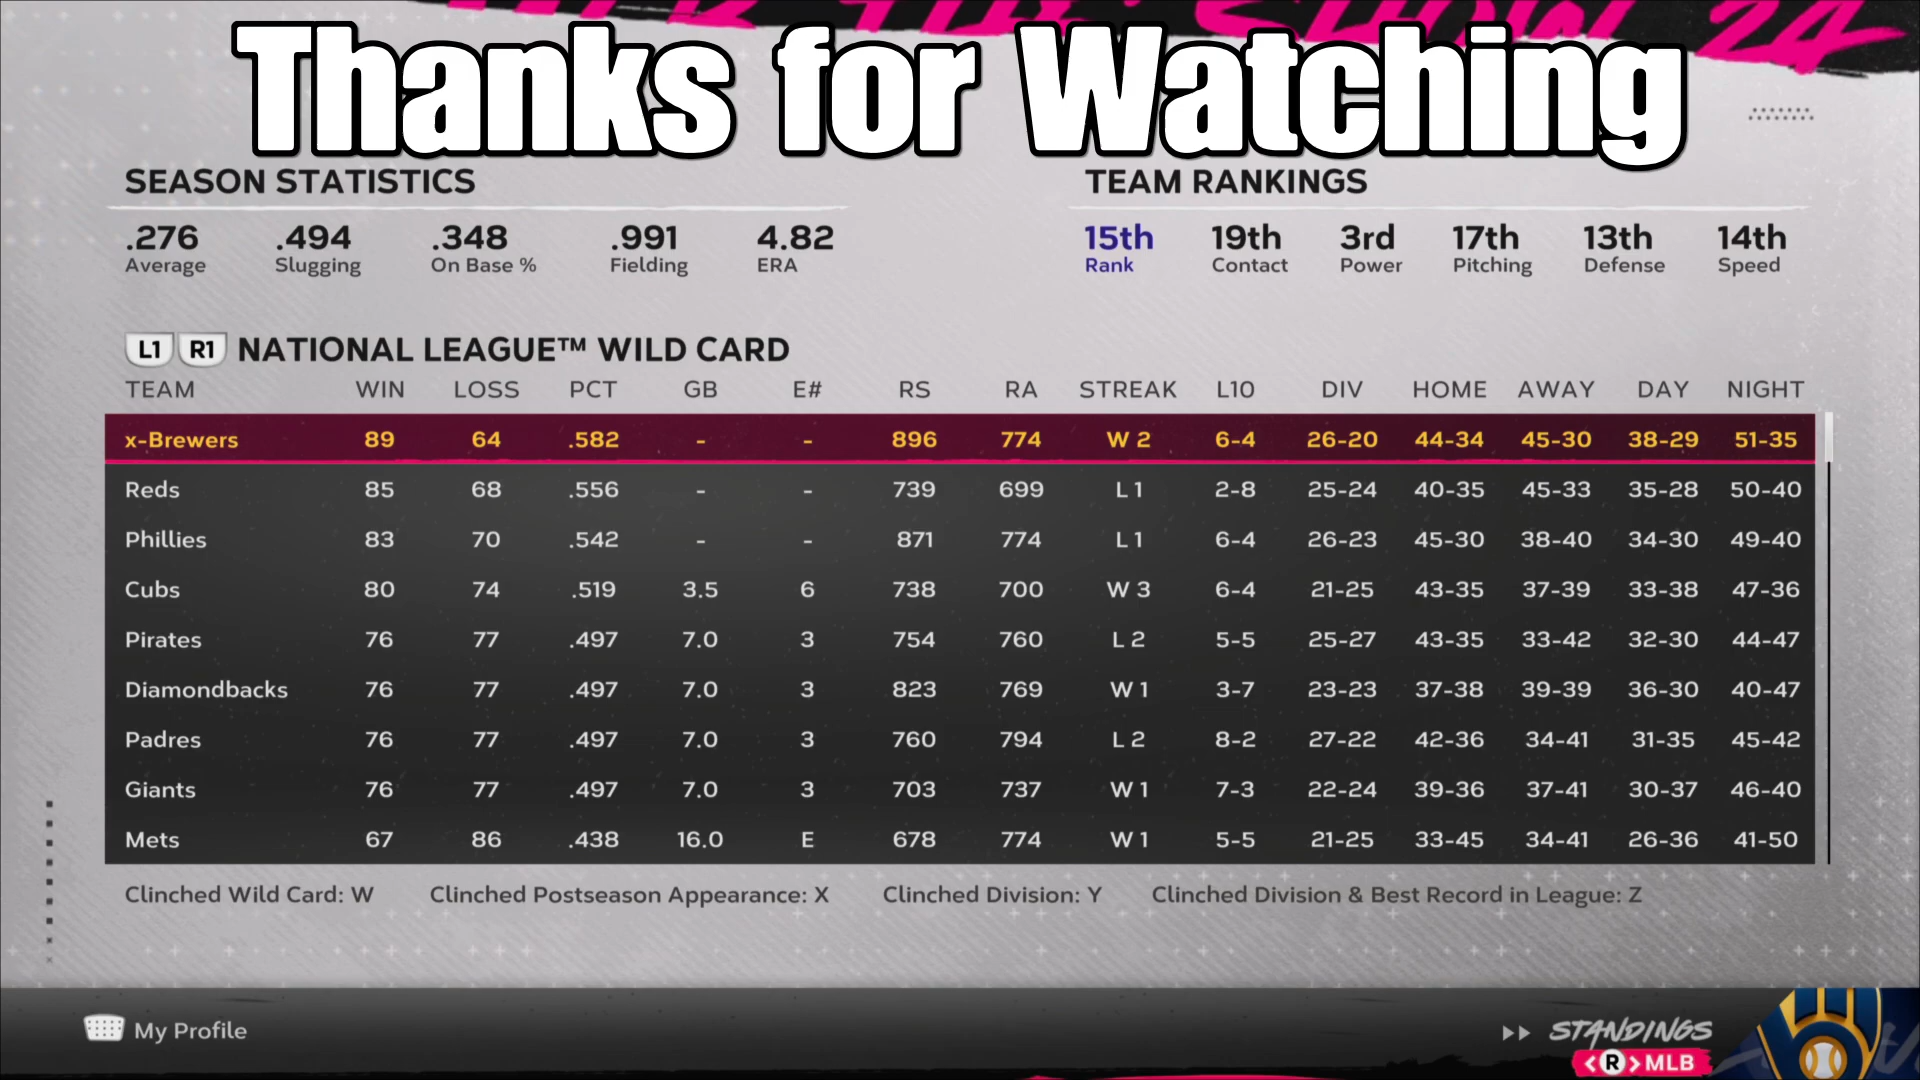 THE SHOW 24
Thanks for Watching
SEASON STATISTICS
.276 .494 .348 .991 4.82
Average Slugging On Base % Fielding ERA
TEAM RANKINGS
15th 19th 3rd 17th 13th 14th
Rank Contact Power Pitching Defense Speed
L1 R1 NATIONAL LEAGUE™ WILD CARD
TEAM WIN LOSS PCT GB E# RS RA STREAK L10 DIV HOME AWAY DAY NIGHT
x-Brewers 89 64 .582 - - 896 774 W 2 6-4 26-20 44-34 45-30 38-29 51-35
Reds 85 68 .556 - - 739 699 L 1 2-8 25-24 40-35 45-33 35-28 50-40
Phillies 83 70 .542 - - 871 774 L 1 6-4 26-23 45-30 38-40 34-30 49-40
Cubs 80 74 .519 3.5 6 738 700 W 3 6-4 21-25 43-35 37-39 33-38 47-36
Pirates 76 77 .497 7.0 3 754 760 L 2 5-5 25-27 43-35 33-42 32-30 44-47
Diamondbacks 76 77 .497 7.0 3 823 769 W 1 3-7 23-23 37-38 39-39 36-30 40-47
Padres 76 77 .497 7.0 3 760 794 L 2 8-2 27-22 42-36 34-41 31-35 45-42
Giants 76 77 .497 7.0 3 703 737 W 1 7-3 22-24 39-36 37-41 30-37 46-40
Mets 67 86 .438 16.0 E 678 774 W 1 5-5 21-25 33-45 34-41 26-36 41-50
Clinched Wild Card: W Clinched Postseason Appearance: X Clinched Division: Y Clinched Division & Best Record in League: Z
My Profile
STANDINGS
<R> MLB